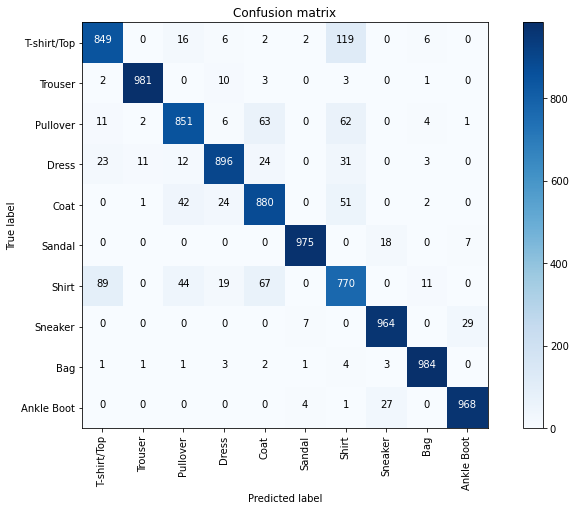 Confusion matrix
T-shirt/Top 849 0 16 6 2 2 119 0 6 0
Trouser 2 981 0 10 3 0 3 0 1 0
Pullover 11 2 851 6 63 0 62 0 4 1
Dress 23 11 12 896 24 0 31 0 3 0
Coat 0 1 42 24 880 0 51 0 2 0
Sandal 0 0 0 0 0 975 0 18 0 7
Shirt 89 0 44 19 67 0 770 0 11 0
Sneaker 0 0 0 0 0 7 0 964 0 29
Bag 1 1 1 3 2 1 4 3 984 0
Ankle Boot 0 0 0 0 0 4 1 27 0 968
T-shirt/Top Trouser Pullover Dress Coat Sandal Shirt Sneaker Bag Ankle Boot
True label
Predicted label
800
600
400
200
0